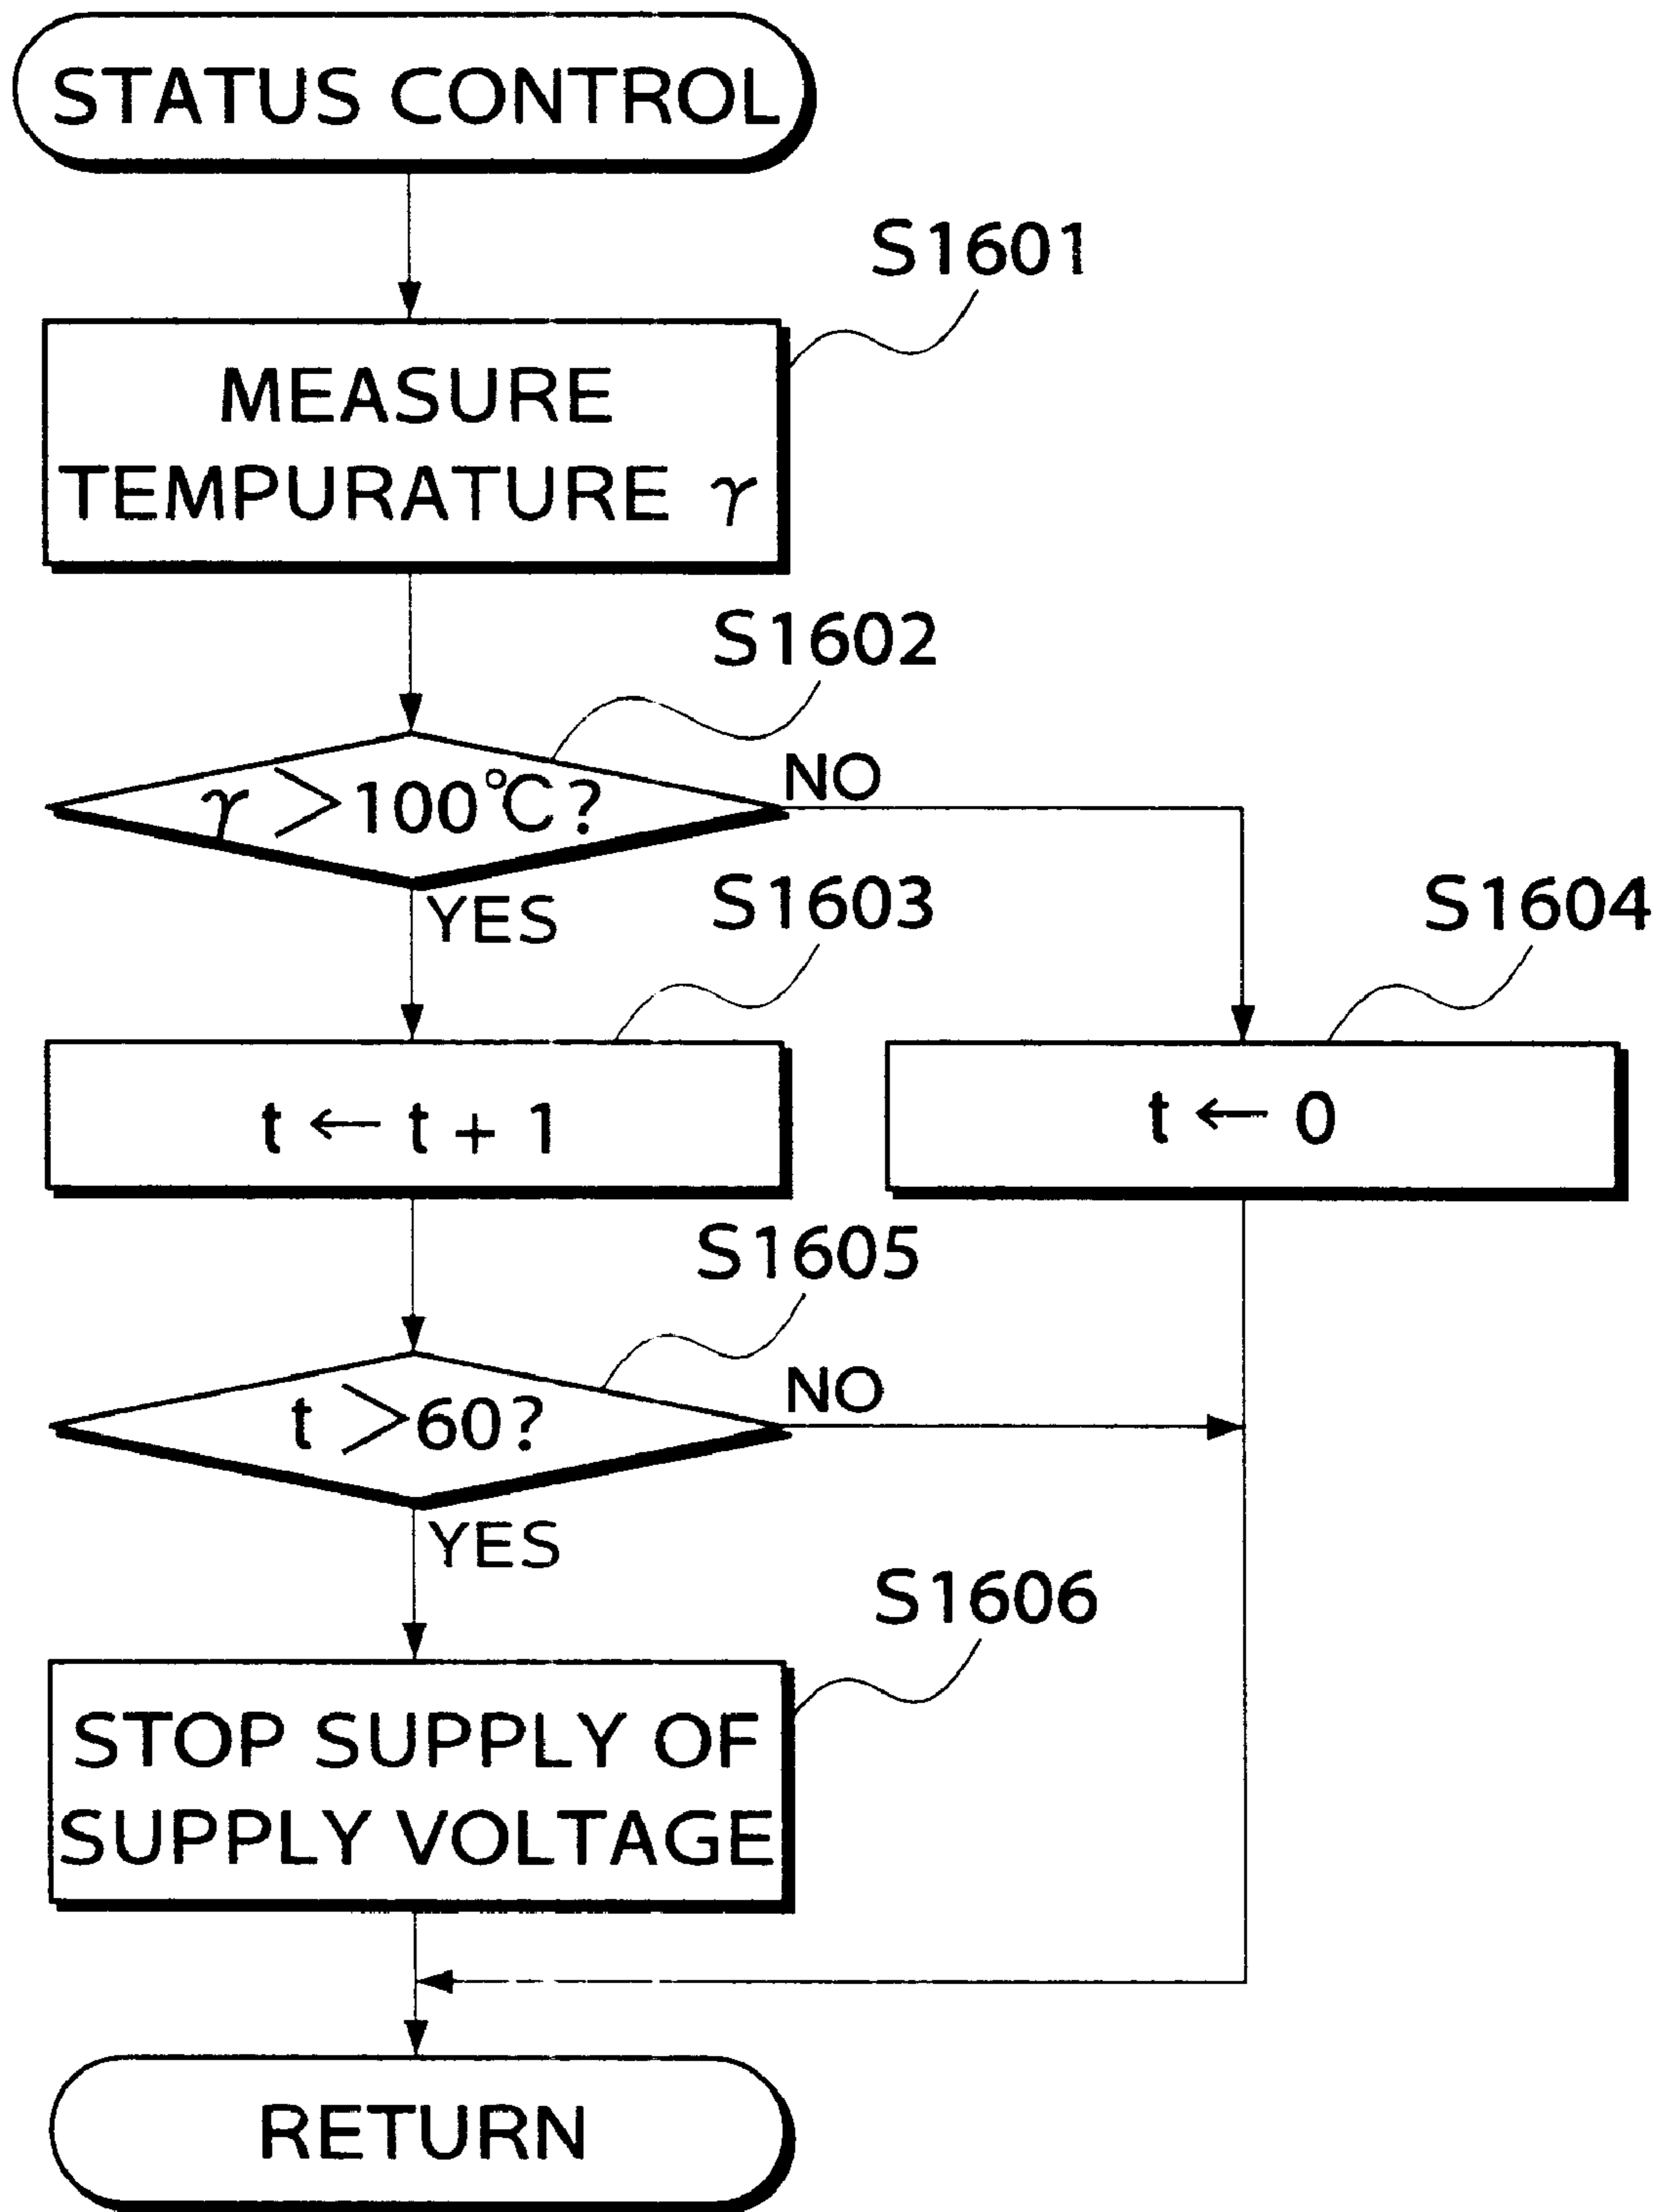 STATUS CONTROL
S1601
MEASURE
TEMPURATURE γ
S1602
γ >100℃?
NO
YES
S1603
S1604
t ← t + 1
t ← 0
S1605
t >60?
NO
YES
S1606
STOP SUPPLY OF
SUPPLY VOLTAGE
RETURN